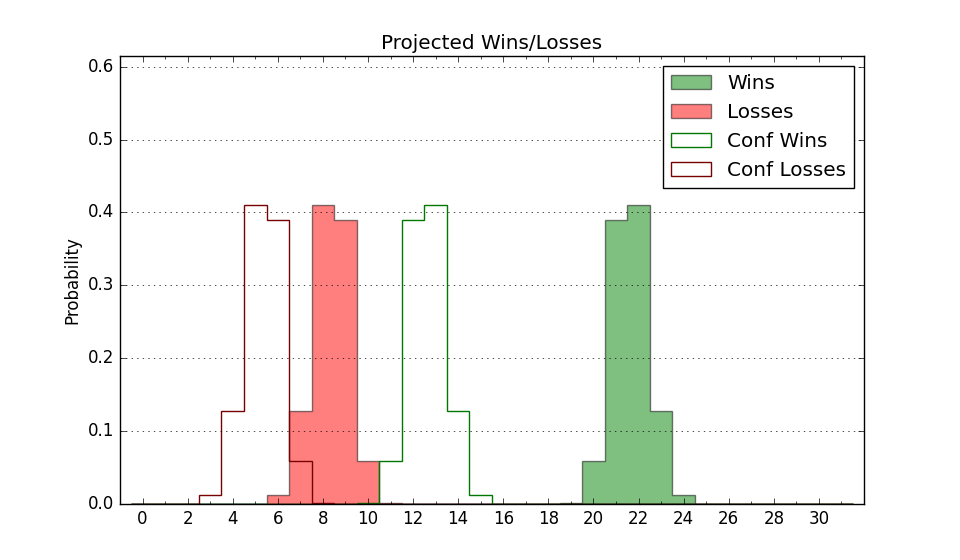 Projected Wins/Losses
0.6
0.5
0.4
0.3
0.2
0.1
0.0
Probability
Wins
Losses
Conf Wins
Conf Losses
0 2 4 6 8 10 12 14 16 18 20 22 24 26 28 30